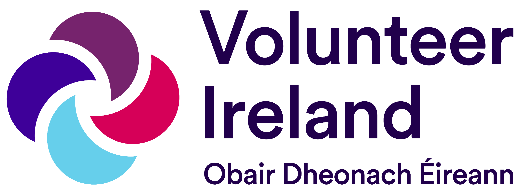 Volunteer
Ireland
Obair Dheonach Éireann